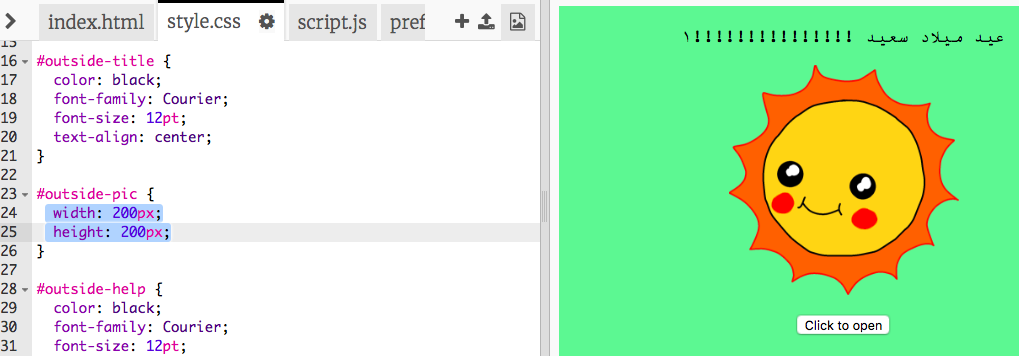 index.html style.css script.js pref
15
16 #outside-title {
17 color: black;
18 font-family: Courier;
19 font-size: 12pt;
20 text-align: center;
21 }
22
23 #outside-pic {
24 width: 200px;
25 height: 200px;
26 }
27
28 #outside-help {
29 color: black;
30 font-family: Courier;
31 font-size: 12pt;
عيد ميلاد سعيد !!!!!!!!!!!!!!!١
Click to open